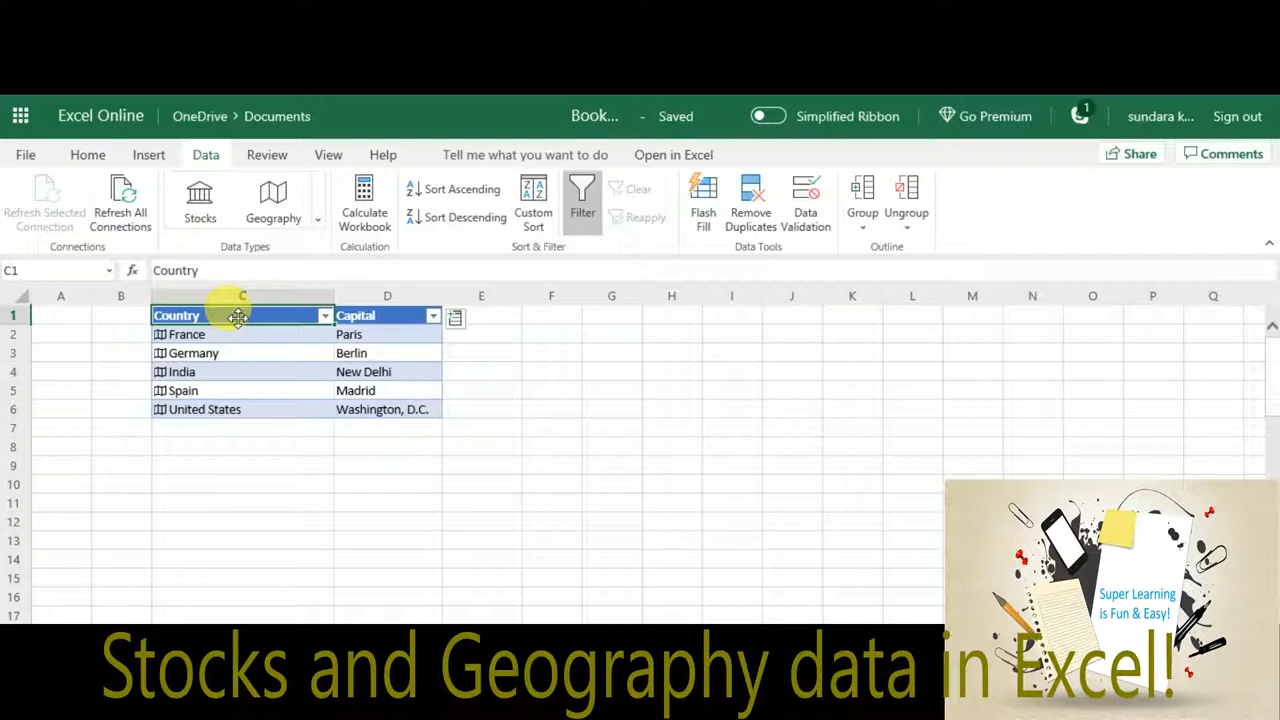 Excel Online OneDrive > Documents Book... - Saved Simplified Ribbon Go Premium 1 sundara k... Sign out
File Home Insert Data Review View Help Tell me what you want to do Open in Excel Share Comments
Refresh Selected Connection
Refresh All Connections
Connections
Stocks
Geography
Data Types
Calculate Workbook
Calculation
Sort Ascending
Sort Descending
Custom Sort
Filter
Clear
Reapply
Sort & Filter
Flash Fill
Remove Duplicates
Data Validation
Data Tools
Group
Ungroup
Outline
C1 fx Country
A B C D E F G H I J K L M N O P Q
1 Country Capital
2 France Paris
3 Germany Berlin
4 India New Delhi
5 Spain Madrid
6 United States Washington, D.C.
7
8
9
10
11
12
13
14
15
16
17
Super Learning
is Fun & Easy!
Stocks and Geography data in Excel!